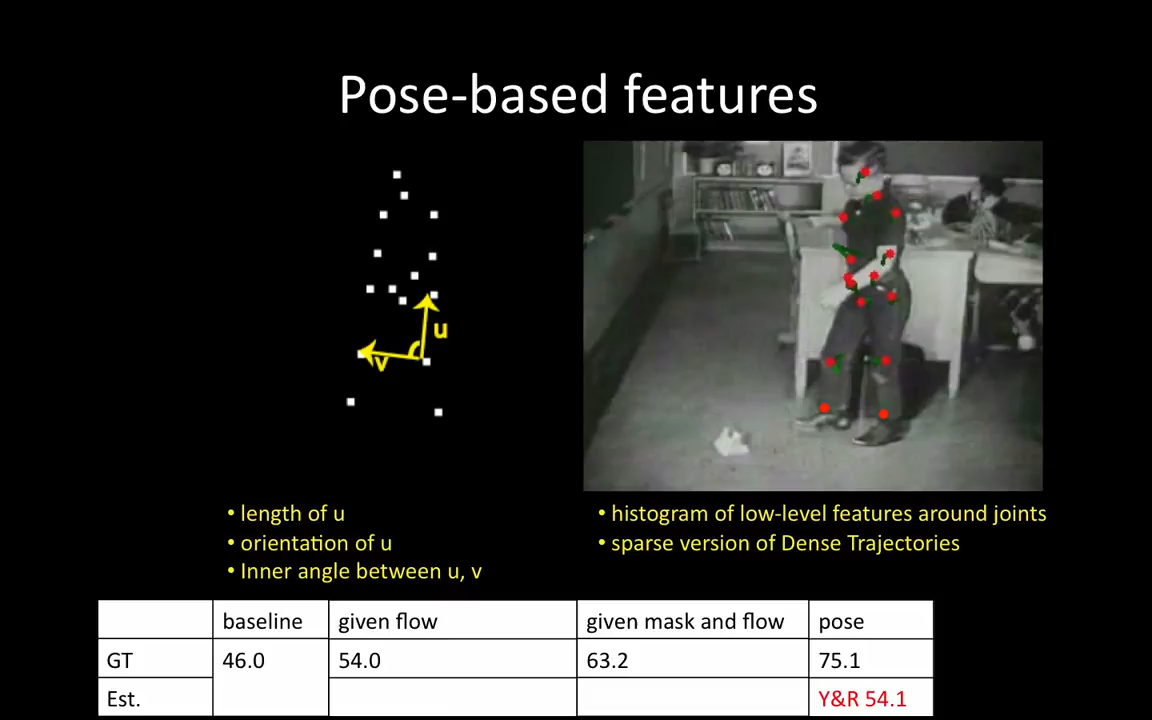 Pose-based features
u
v
• length of u
• orientation of u
• Inner angle between u, v
• histogram of low-level features around joints
• sparse version of Dense Trajectories
baseline given flow given mask and flow pose
GT 46.0 54.0 63.2 75.1
Est. Y&R 54.1